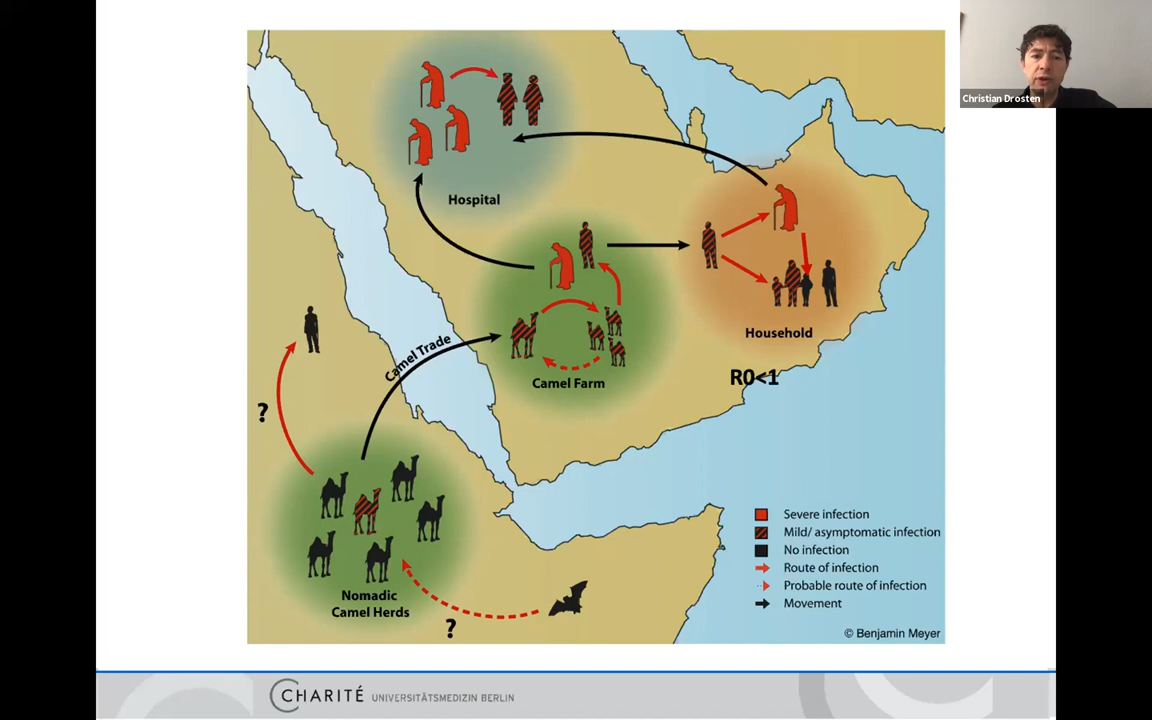 Christian Drosten
Hospital
Household
R0<1
Camel Trade
Camel Farm
?
Nomadic
Camel Herds
?
Severe infection
Mild/ asymptomatic infection
No infection
Route of infection
Probable route of infection
Movement
© Benjamin Meyer
CHARITÉ UNIVERSITÄTSMEDIZIN BERLIN